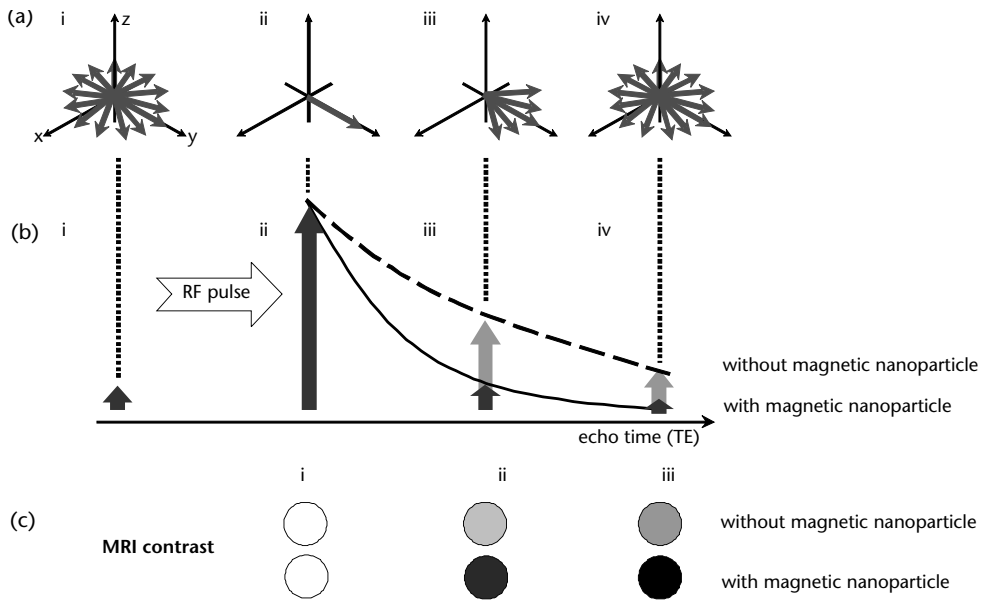 (a) i ii iii iv
z
x y
(b) i ii iii iv
RF pulse
without magnetic nanoparticle
with magnetic nanoparticle
echo time (TE)
i ii iii
(c) without magnetic nanoparticle
MRI contrast
with magnetic nanoparticle